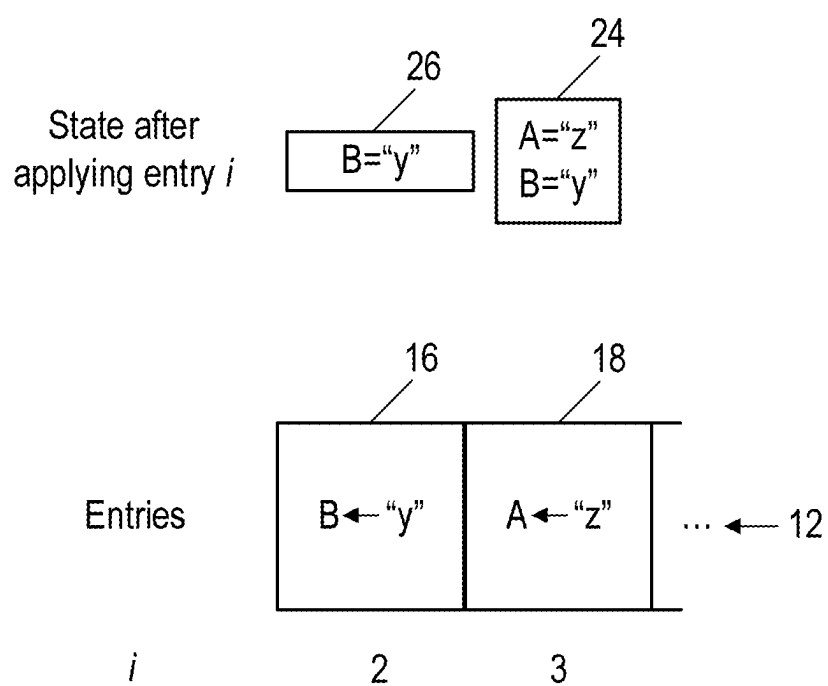 26
24
State after
applying entry i
B=“y”
A=“z”
B=“y”
16
18
Entries
B “y”
A “z”
... 12
i 2 3